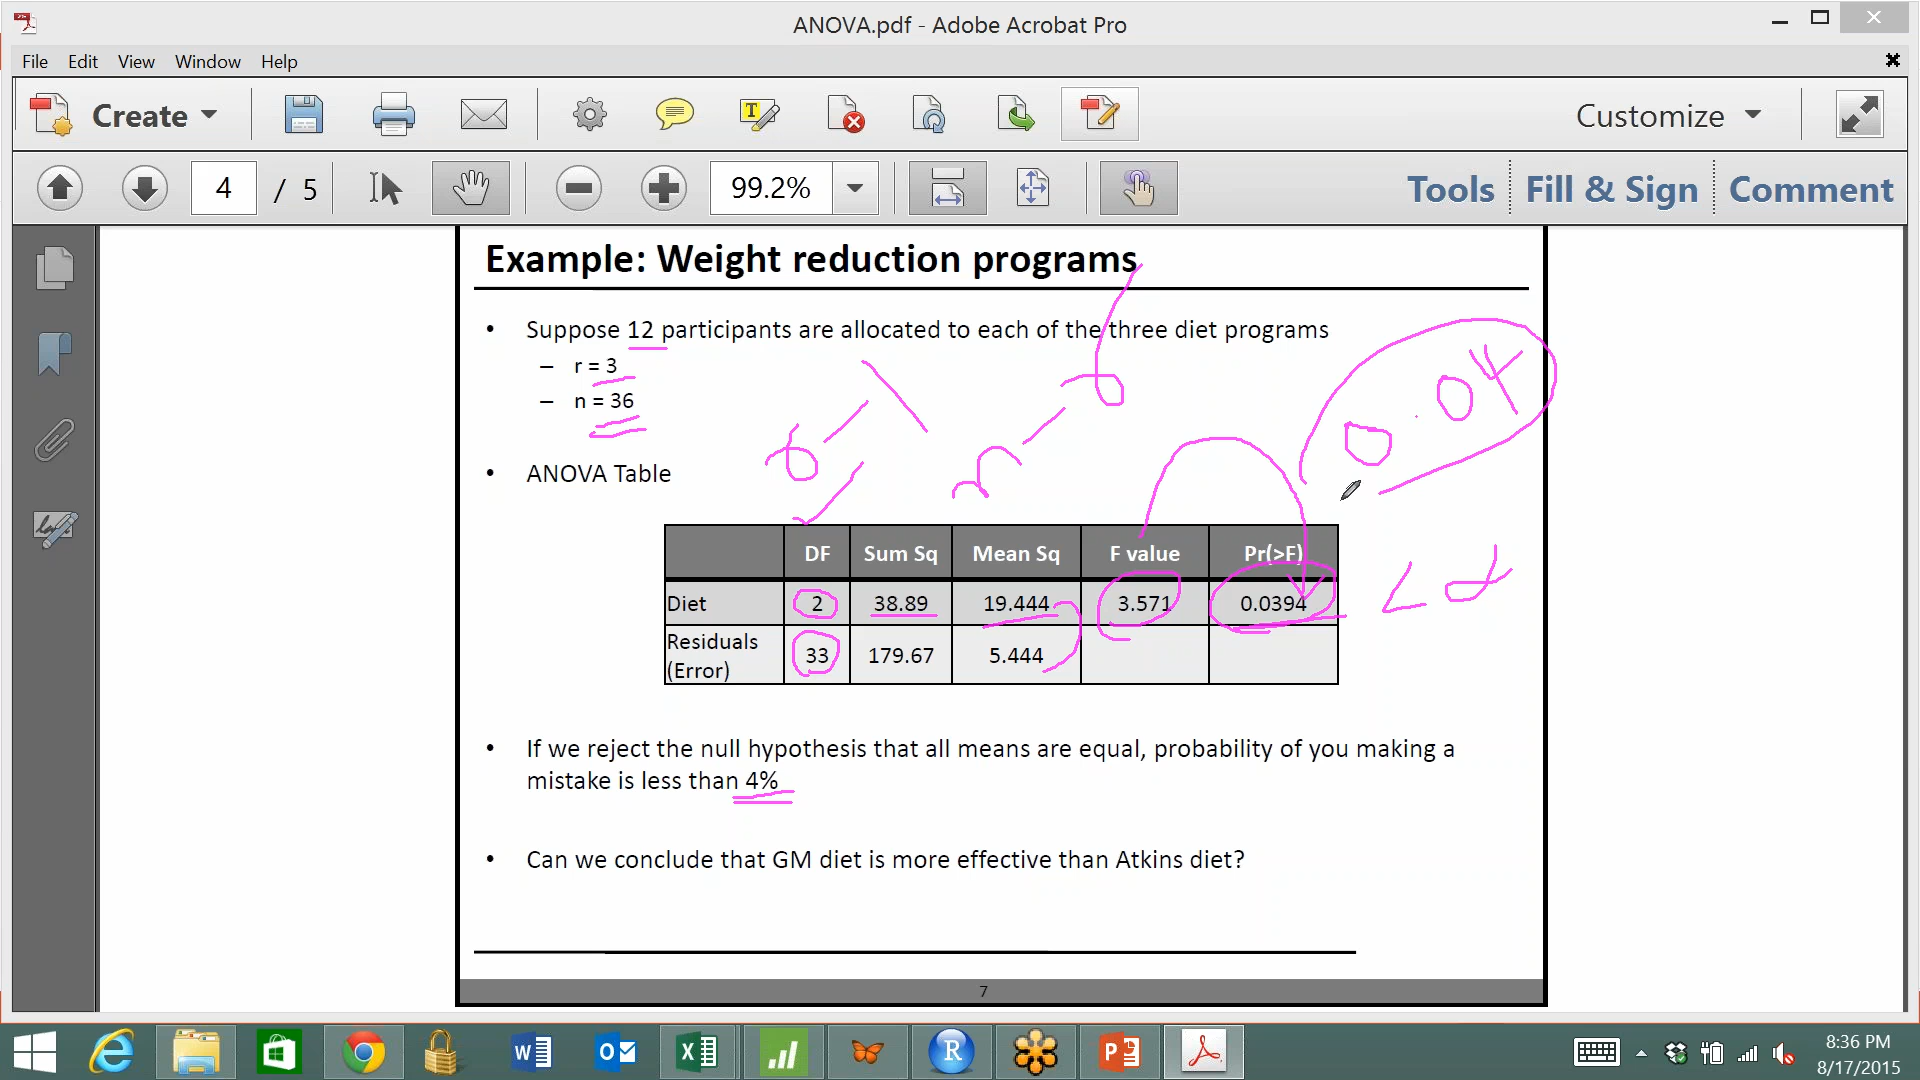 ANOVA.pdf - Adobe Acrobat Pro
File Edit View Window Help
Create Customize
4 / 5 99.2% Tools Fill & Sign Comment
Example: Weight reduction programs
• Suppose 12 participants are allocated to each of the three diet programs
– r = 3
– n = 36
0.04
• ANOVA Table
DF Sum Sq Mean Sq F value Pr(>F)
Diet 2 38.89 19.444 3.571 0.0394 < α
Residuals (Error) 33 179.67 5.444
• If we reject the null hypothesis that all means are equal, probability of you making a
mistake is less than 4%
• Can we conclude that GM diet is more effective than Atkins diet?
7
8:36 PM
8/17/2015